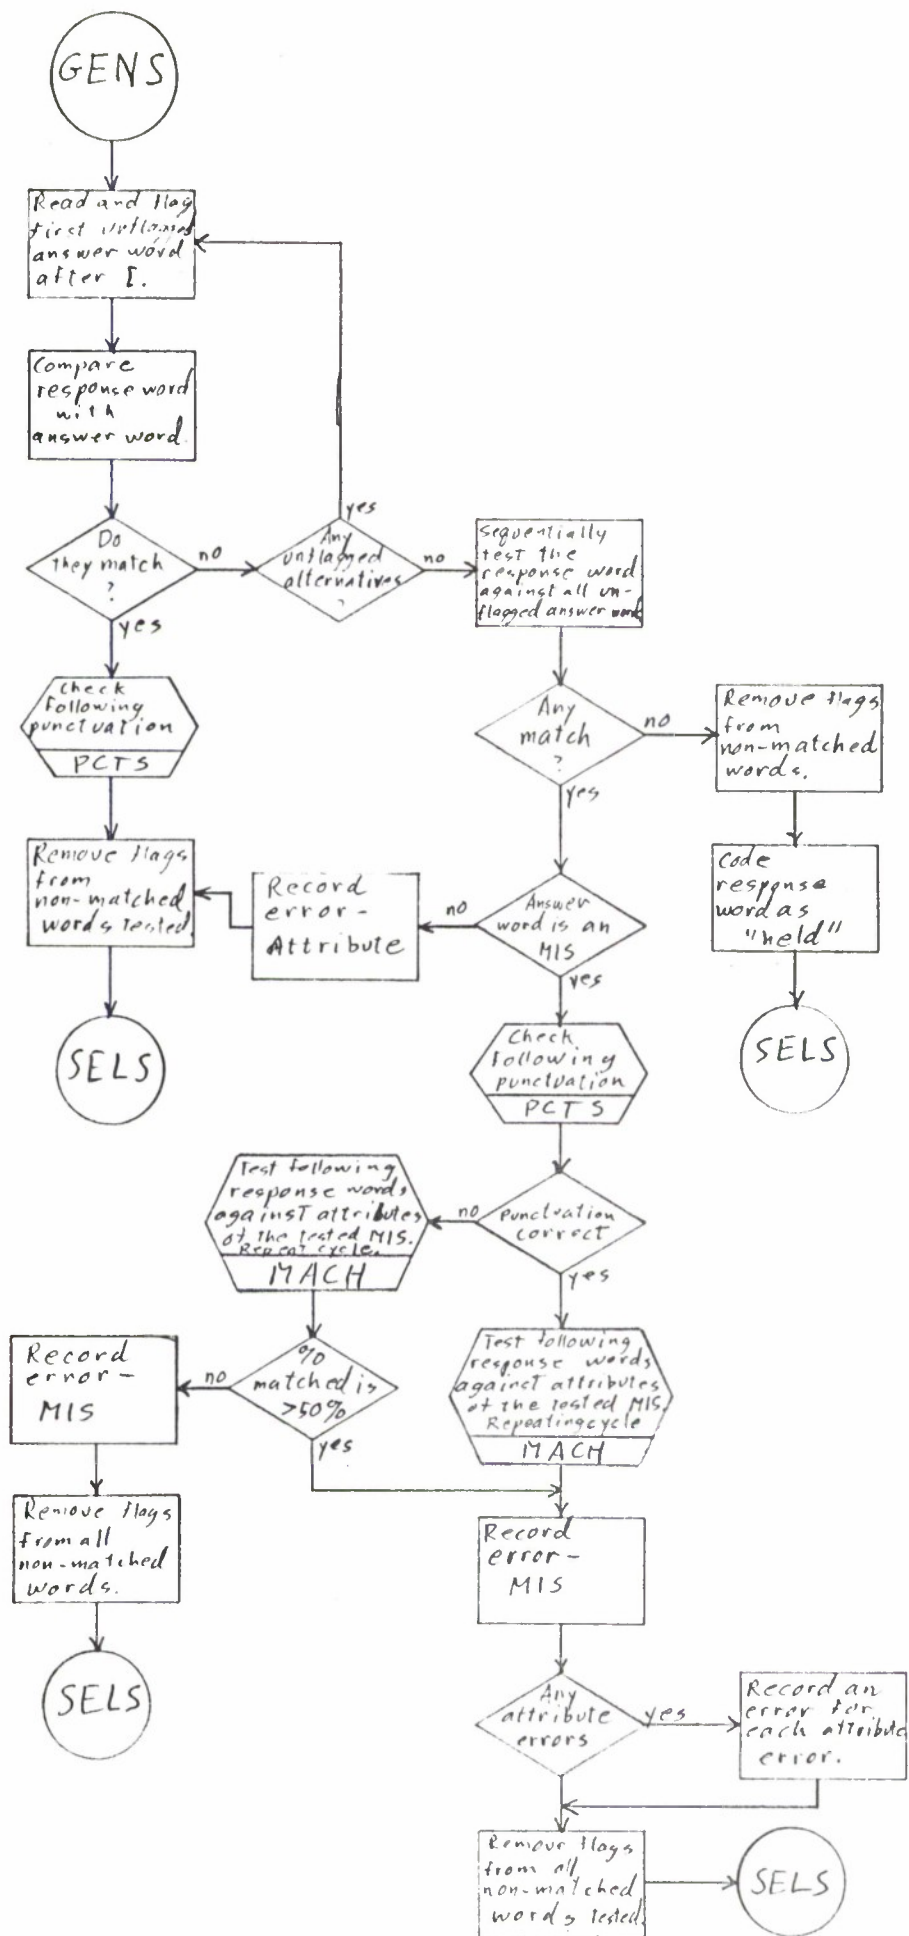 GENS
Read and flag
first unflagged
answer word
after [.
Compare
response word
with
answer word.
Do
they match
?
no
yes
Any
unflagged
alternatives
?
yes
no
Sequentially
test the
response word
against all un-
flagged answer word
Check
following
punctuation
PCTS
Any
match
?
no
yes
Remove flags
from
non-matched
words.
Remove flags
from
non-matched
words tested
Record
error-
Attribute
no
Answer
word is an
MIS
yes
Code
response
word as
"held"
SELS
Check
following
punctuation
PCTS
SELS
Test following
response words
against attributes
of the tested MIS.
Repeat cycle.
MACH
no
punctuation
correct
yes
Record
error-
MIS
no
%
matched is
>50%
yes
Test following
response words
against attributes
of the tested MIS.
Repeating cycle
MACH
Remove flags
from all
non-matched
words.
Record
error-
MIS
SELS
Any
attribute
errors
yes
Record an
error for
each attribute
error.
Remove flags
from all
non-matched
words tested.
SELS